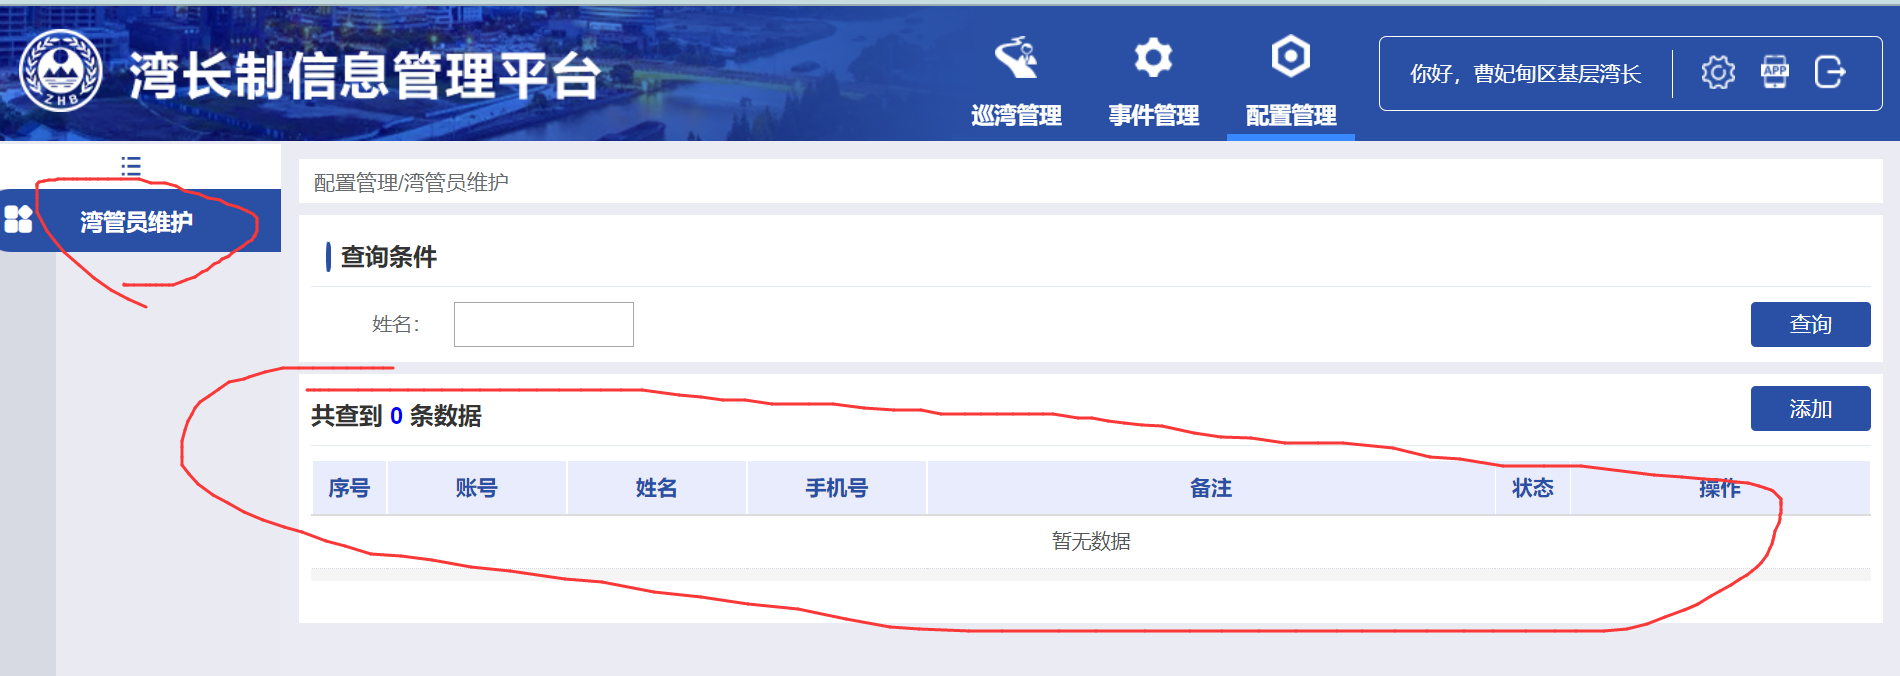 ZHB
湾长制信息管理平台
巡湾管理
事件管理
配置管理
你好，曹妃甸区基层湾长
APP
湾管员维护
配置管理/湾管员维护
查询条件
姓名：
查询
共查到 0 条数据
添加
序号 账号 姓名 手机号 备注 状态 操作
暂无数据